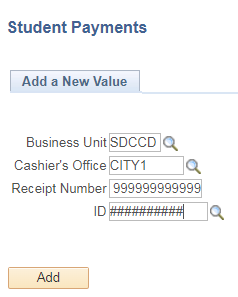 Student Payments
Add a New Value
Business Unit SDCCD
Cashier's Office CITY1
Receipt Number 999999999999
ID ##########
Add